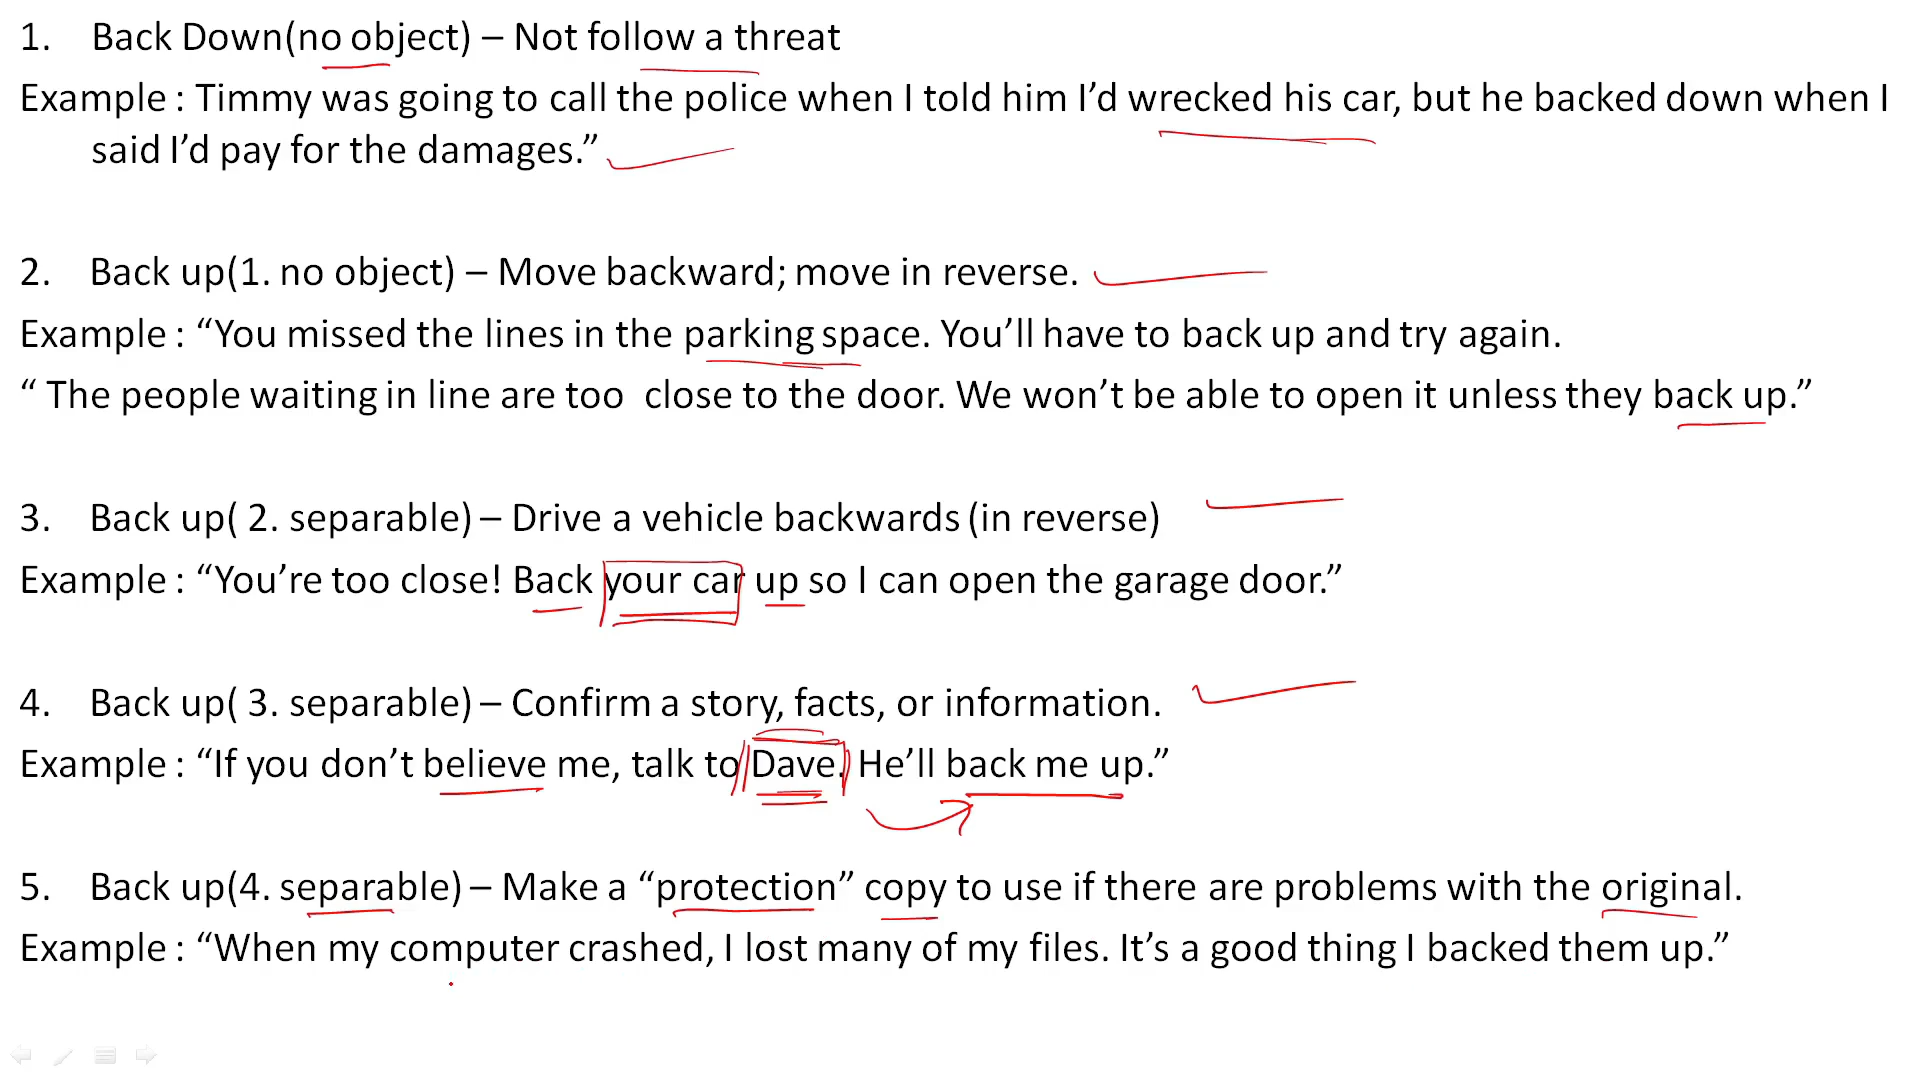 1. Back Down(no object) – Not follow a threat
Example : Timmy was going to call the police when I told him I’d wrecked his car, but he backed down when I
said I’d pay for the damages.”
2. Back up(1. no object) – Move backward; move in reverse.
Example : “You missed the lines in the parking space. You’ll have to back up and try again.
“ The people waiting in line are too  close to the door. We won’t be able to open it unless they back up.”
3. Back up( 2. separable) – Drive a vehicle backwards (in reverse)
Example : “You’re too close! Back your car up so I can open the garage door.”
4. Back up( 3. separable) – Confirm a story, facts, or information.
Example : “If you don’t believe me, talk to Dave. He’ll back me up.”
5. Back up(4. separable) – Make a “protection” copy to use if there are problems with the original.
Example : “When my computer crashed, I lost many of my files. It’s a good thing I backed them up.”